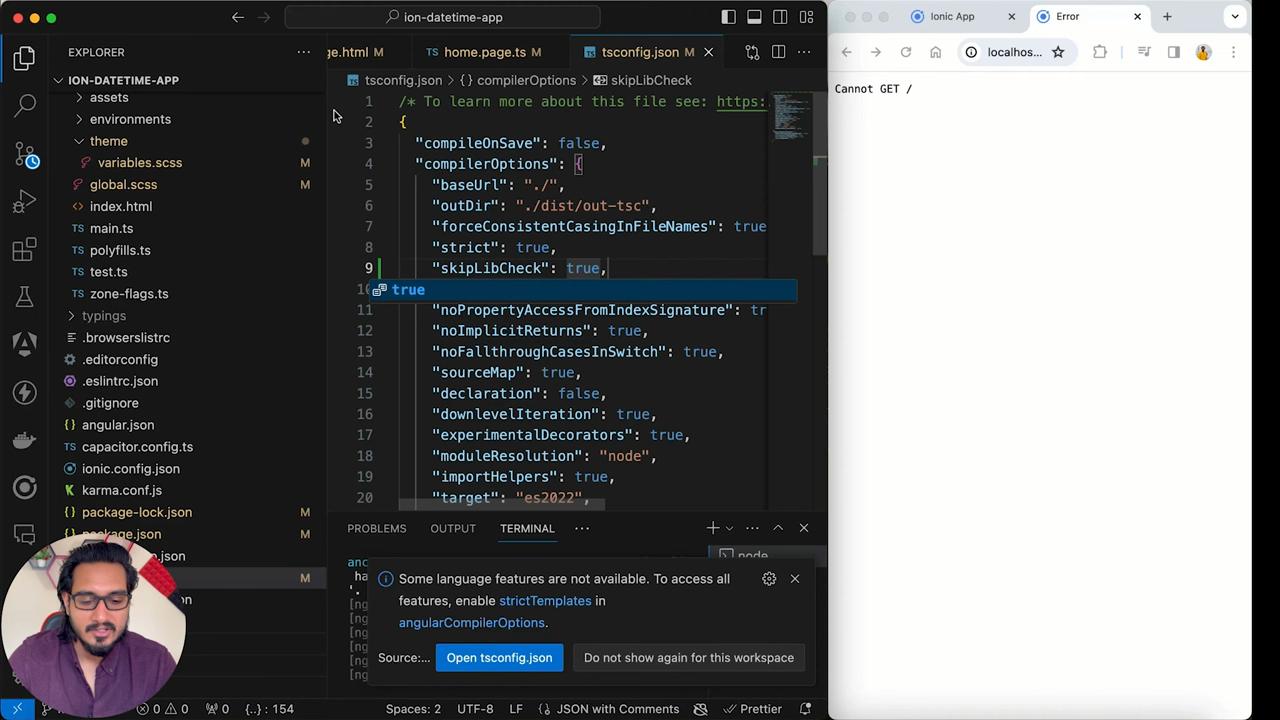 ion-datetime-app
EXPLORER
ION-DATETIME-APP
assets
environments
theme
variables.scss M
global.scss M
index.html
TS main.ts
TS polyfills.ts
TS test.ts
TS zone-flags.ts
typings
.browserslistrc
.editorconfig
.eslintrc.json
.gitignore
{} angular.json
TS capacitor.config.ts
ionic.config.json
karma.conf.js
package-lock.json M
package.json M
M
ge.html M
TS home.page.ts M
tsconfig.json M
tsconfig.json > {} compilerOptions > skipLibCheck
1 /* To learn more about this file see: https:
2 {
3 "compileOnSave": false,
4 "compilerOptions": {
5 "baseUrl": "./",
6 "outDir": "./dist/out-tsc",
7 "forceConsistentCasingInFileNames": true
8 "strict": true,
9 "skipLibCheck": true,
true
11 "noPropertyAccessFromIndexSignature": tr
12 "noImplicitReturns": true,
13 "noFallthroughCasesInSwitch": true,
14 "sourceMap": true,
15 "declaration": false,
16 "downlevelIteration": true,
17 "experimentalDecorators": true,
18 "moduleResolution": "node",
19 "importHelpers": true,
20 "target": "es2022",
PROBLEMS OUTPUT TERMINAL
node
Some language features are not available. To access all
features, enable strictTemplates in
angularCompilerOptions.
Source:... Open tsconfig.json Do not show again for this workspace
0 0 0 {..} : 154 Spaces: 2 UTF-8 LF {} JSON with Comments Prettier
Ionic App
Error
localhos...
Cannot GET /